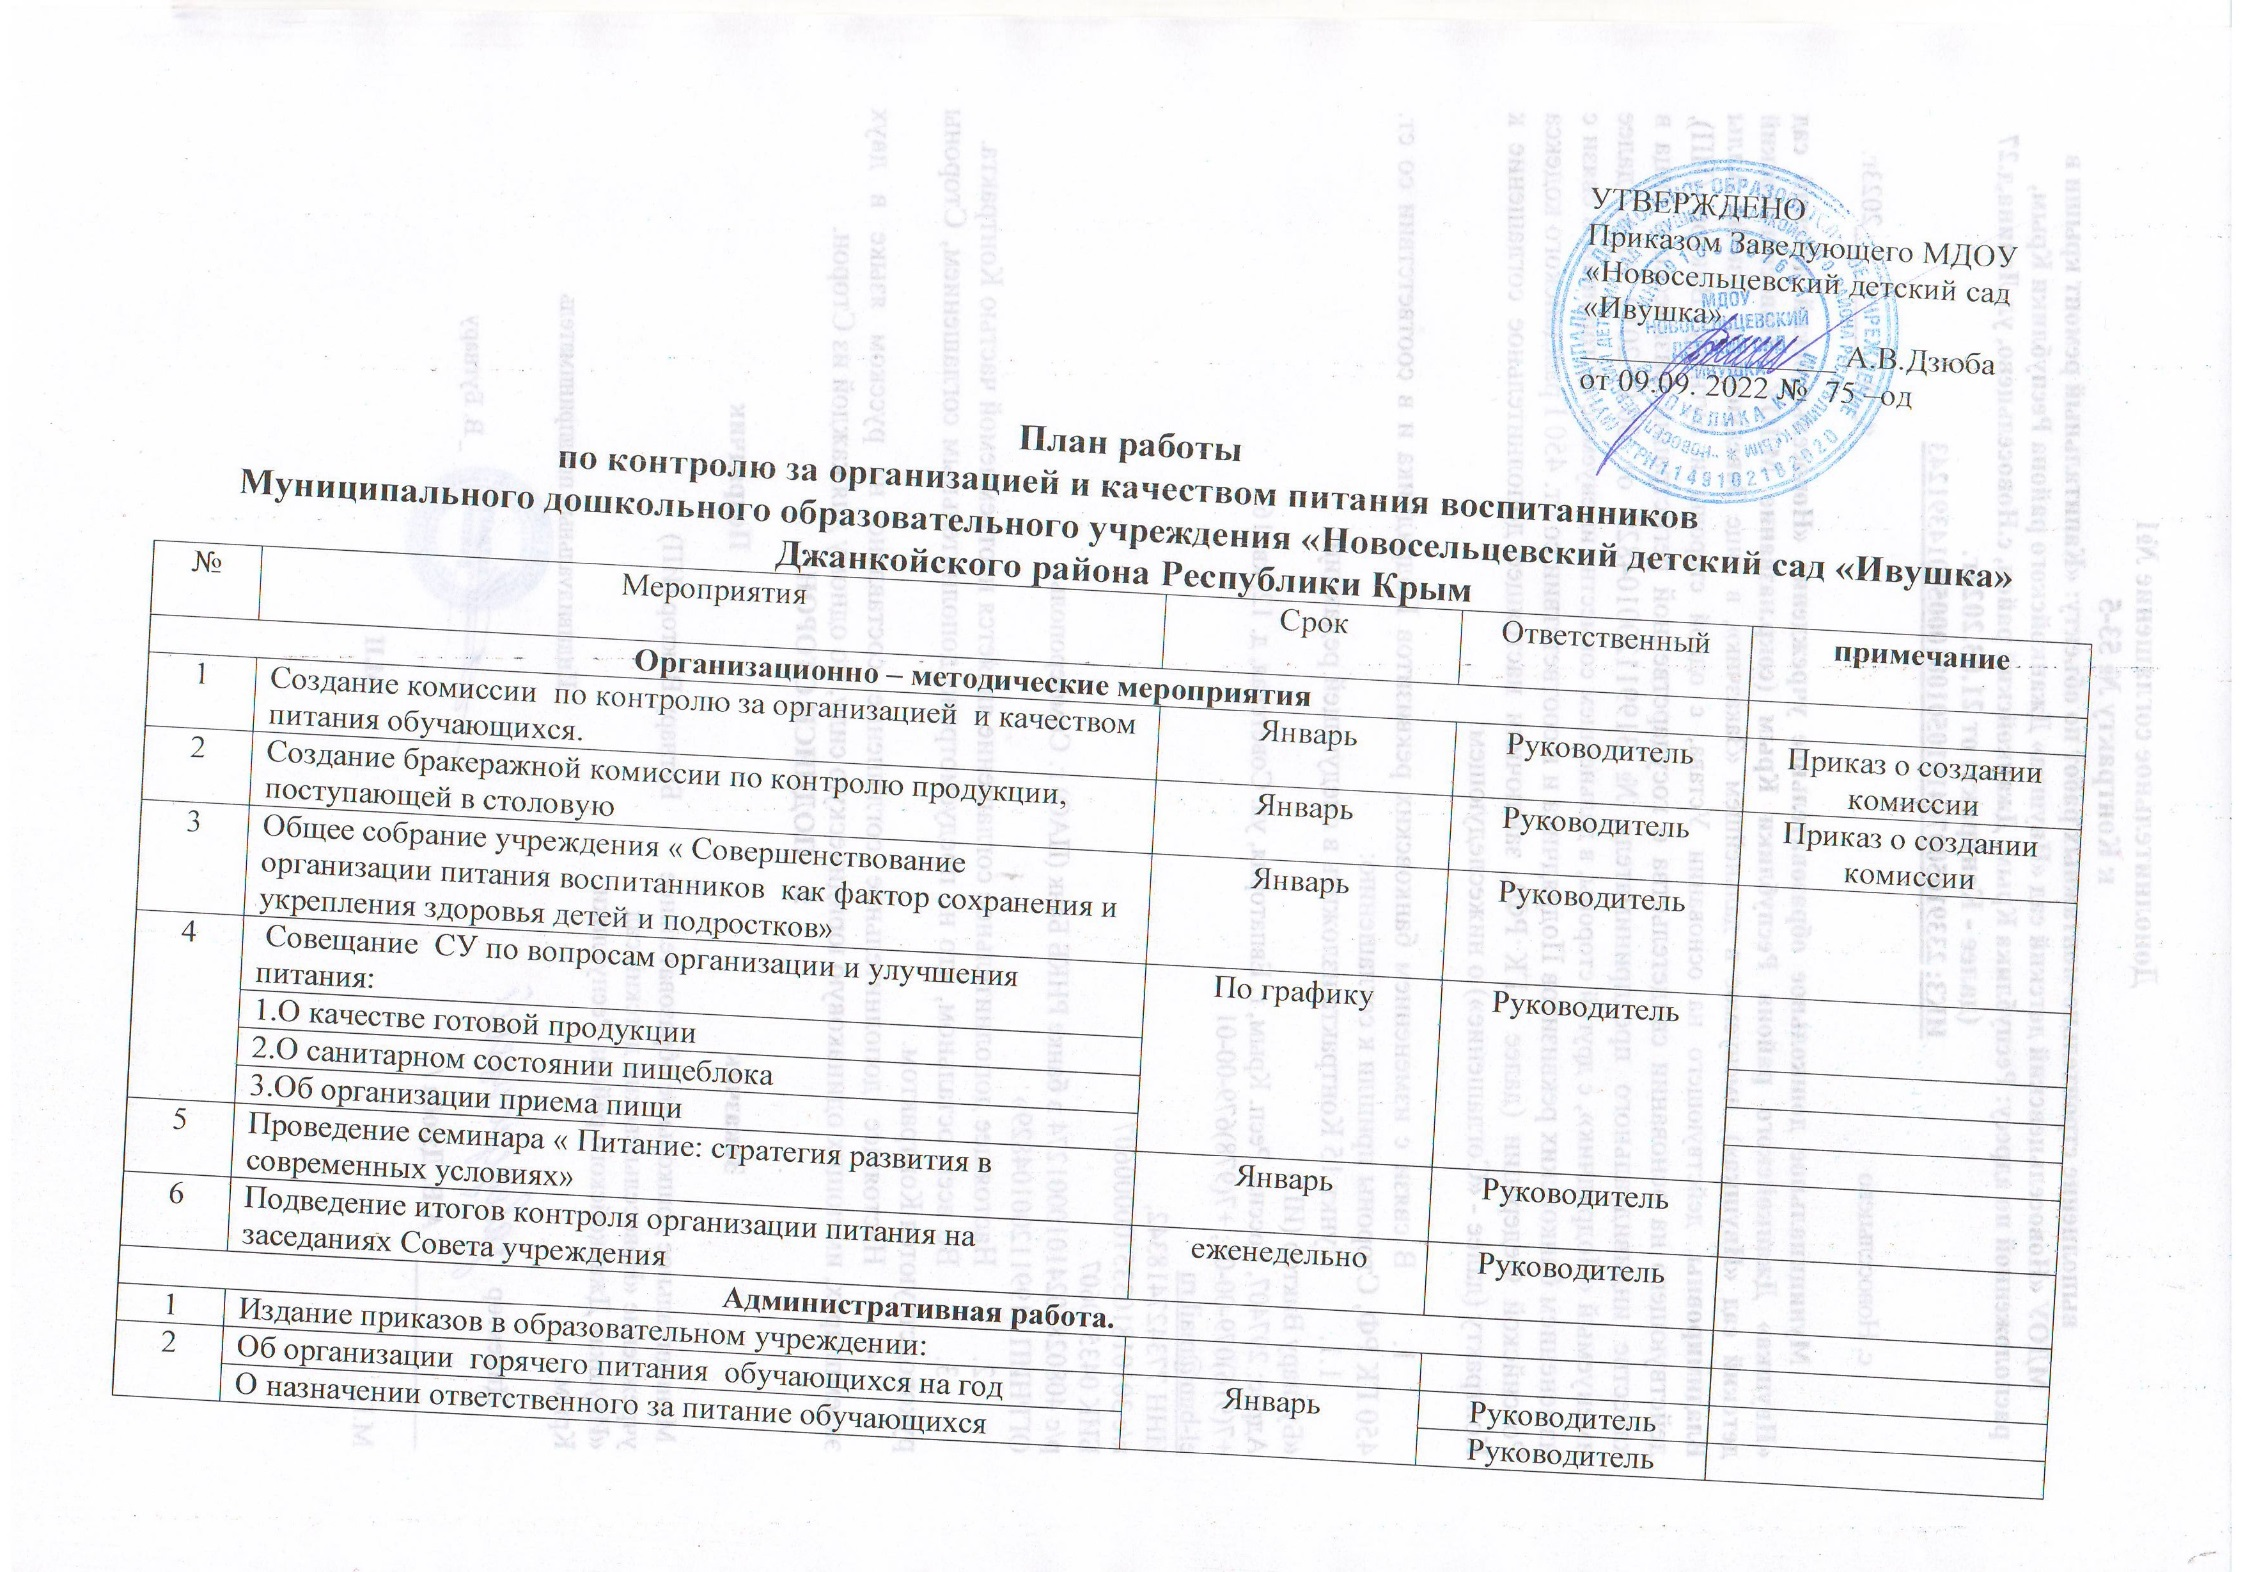 УТВЕРЖДЕНО
Приказом Заведующего МДОУ
«Новосельцевский детский сад
«Ивушка»
А.В.Дзюба
от 09.09. 2022 № 75 –од
План работы
по контролю за организацией и качеством питания воспитанников
Муниципального дошкольного образовательного учреждения «Новосельцевский детский сад «Ивушка»
Джанкойского района Республики Крым
№ Мероприятия Срок Ответственный примечание
Организационно – методические мероприятия
1 Создание комиссии по контролю за организацией и качеством
питания обучающихся.
Январь Руководитель Приказ о создании
комиссии
2 Создание бракеражной комиссии по контролю продукции,
поступающей в столовую
Январь Руководитель Приказ о создании
комиссии
3 Общее собрание учреждения « Совершенствование
организации питания воспитанников как фактор сохранения и
укрепления здоровья детей и подростков»
Январь Руководитель
4 Совещание СУ по вопросам организации и улучшения
питания:
1.О качестве готовой продукции
2.О санитарном состоянии пищеблока
3.Об организации приема пищи
По графику Руководитель
5 Проведение семинара « Питание: стратегия развития в
современных условиях»
Январь Руководитель
6 Подведение итогов контроля организации питания на
заседаниях Совета учреждения
еженедельно Руководитель
Административная работа.
1 Издание приказов в образовательном учреждении:
2 Об организации горячего питания обучающихся на год
О назначении ответственного за питание обучающихся
Январь Руководитель
Руководитель
МДОУ
НОВОСЕЛЬЦЕВСКИЙ
ИВУШКА
РЕСПУБЛИКА КРЫМ